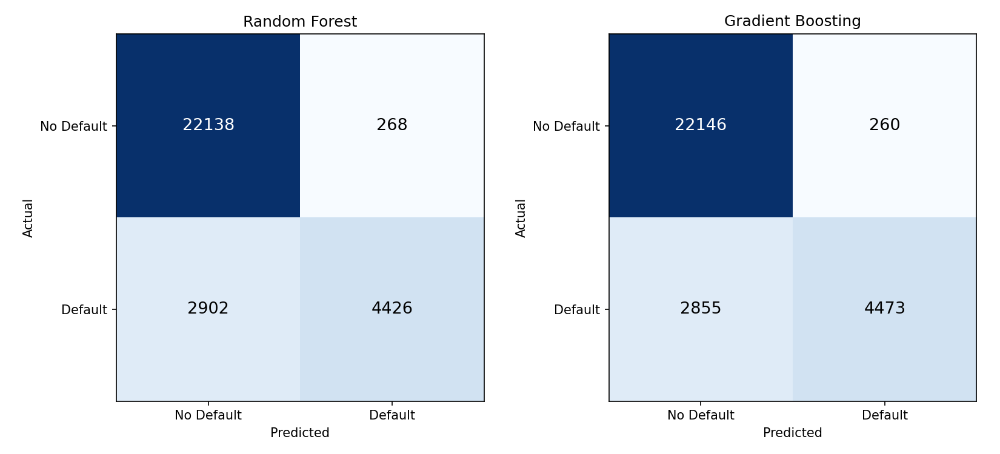 Random Forest
Actual
No Default
22138
268
Default
2902
4426
No Default
Default
Predicted
Gradient Boosting
Actual
No Default
22146
260
Default
2855
4473
No Default
Default
Predicted